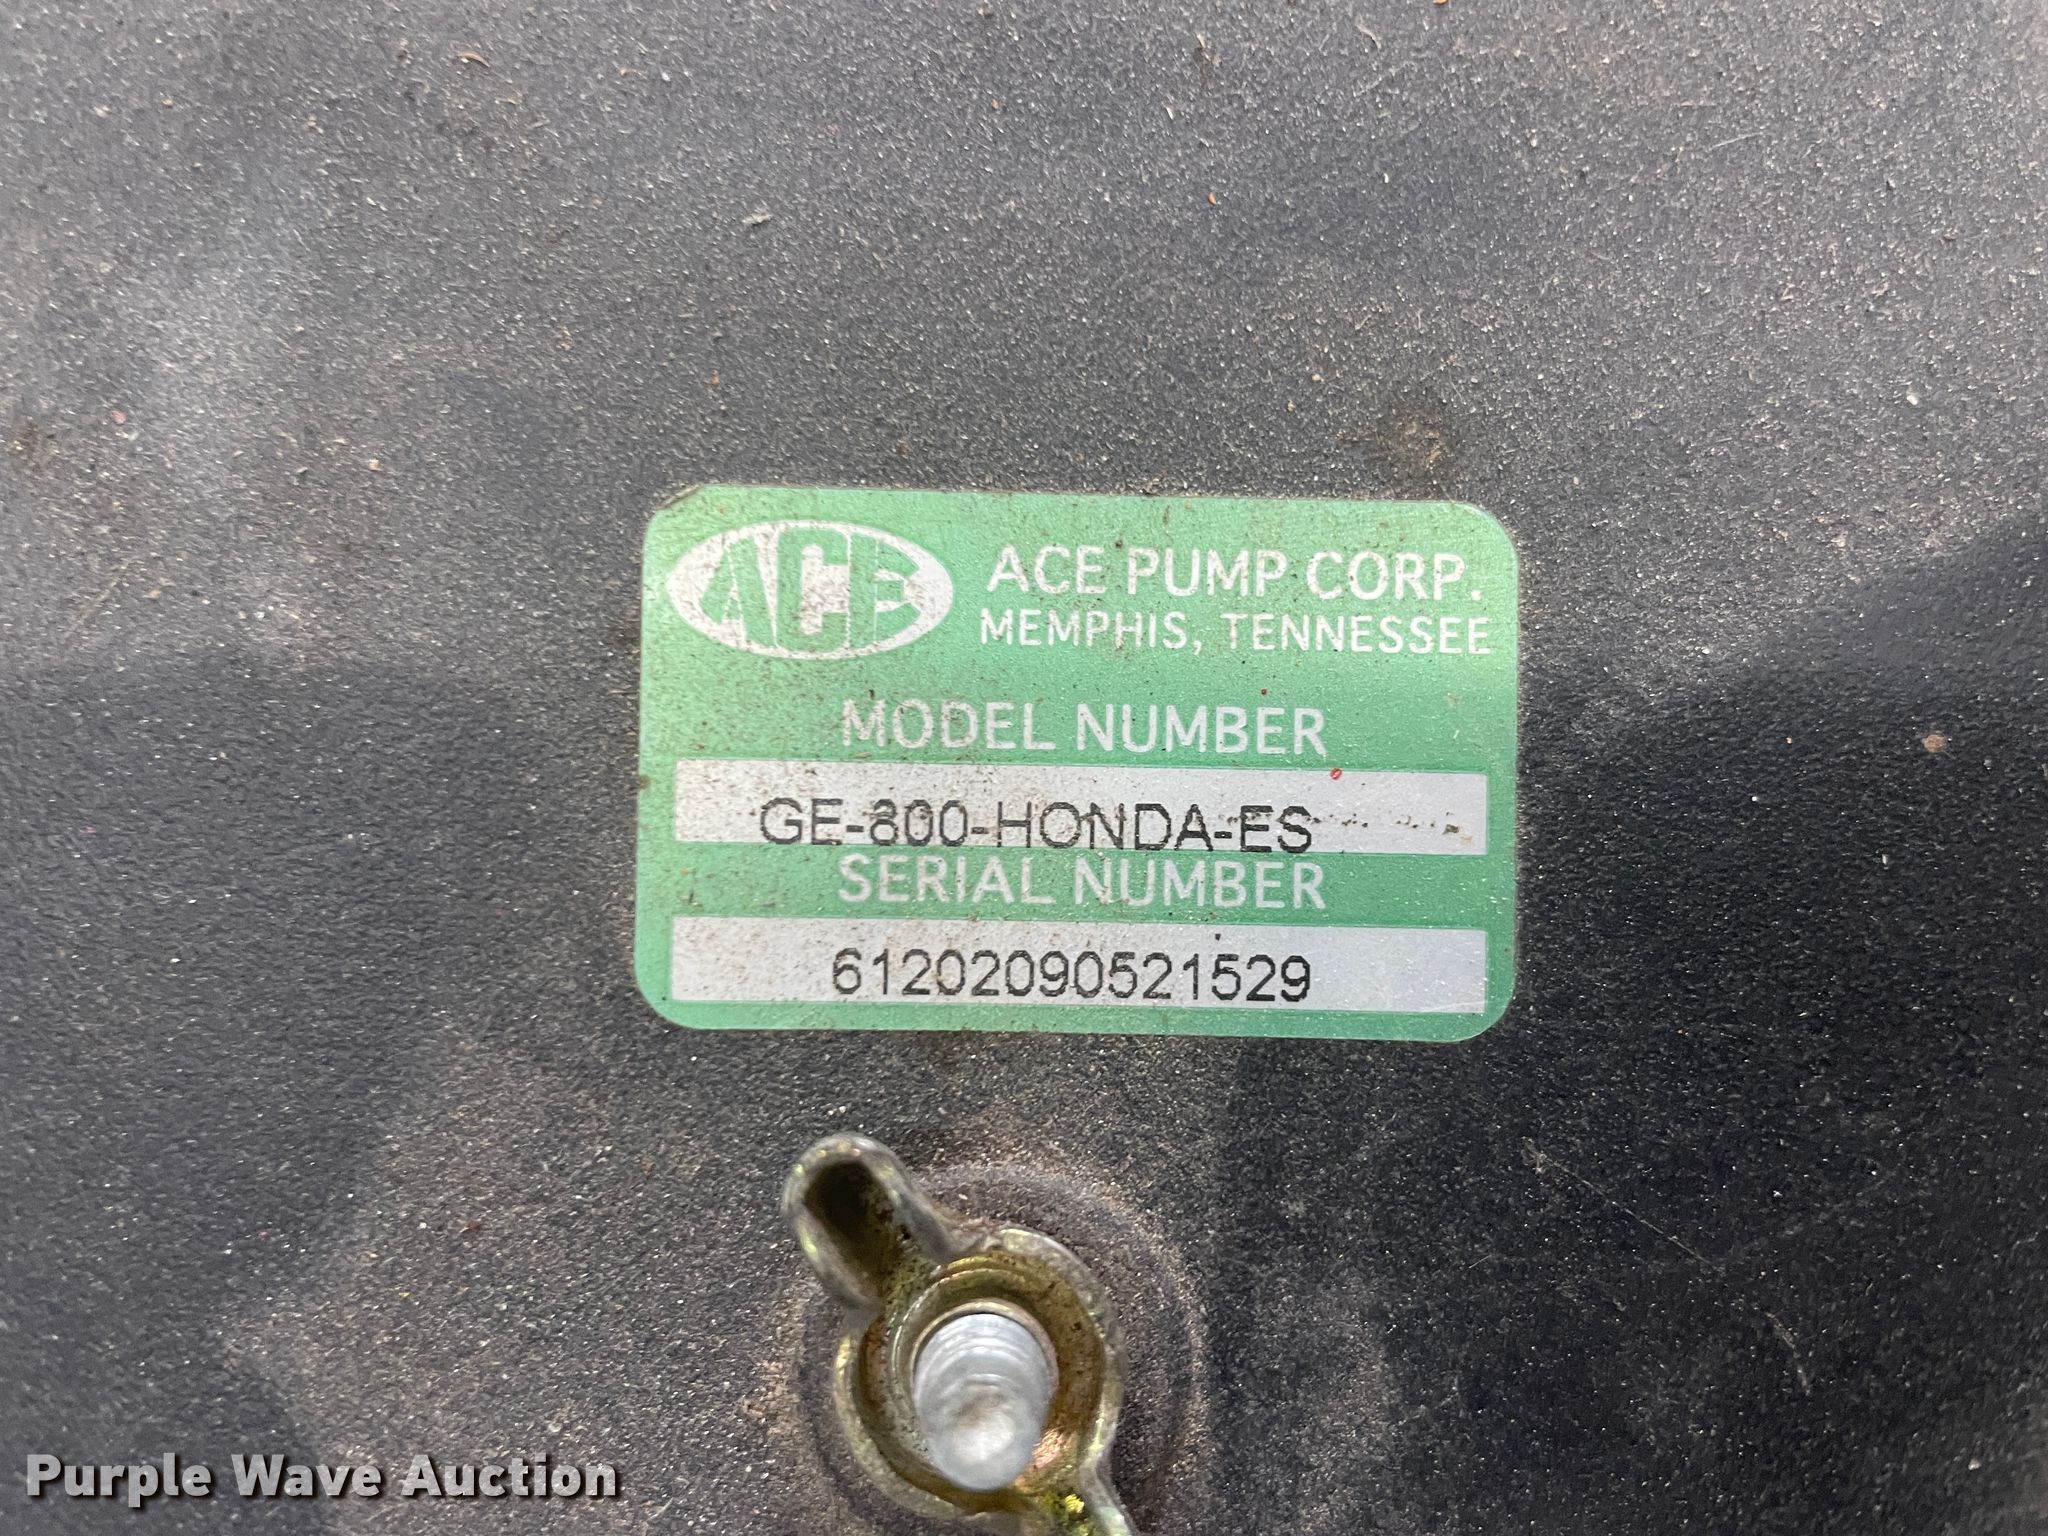 ACE
ACE PUMP CORP.
MEMPHIS, TENNESSEE
MODEL NUMBER
GE-800-HONDA-ES
SERIAL NUMBER
61202090521529
Purple Wave Auction